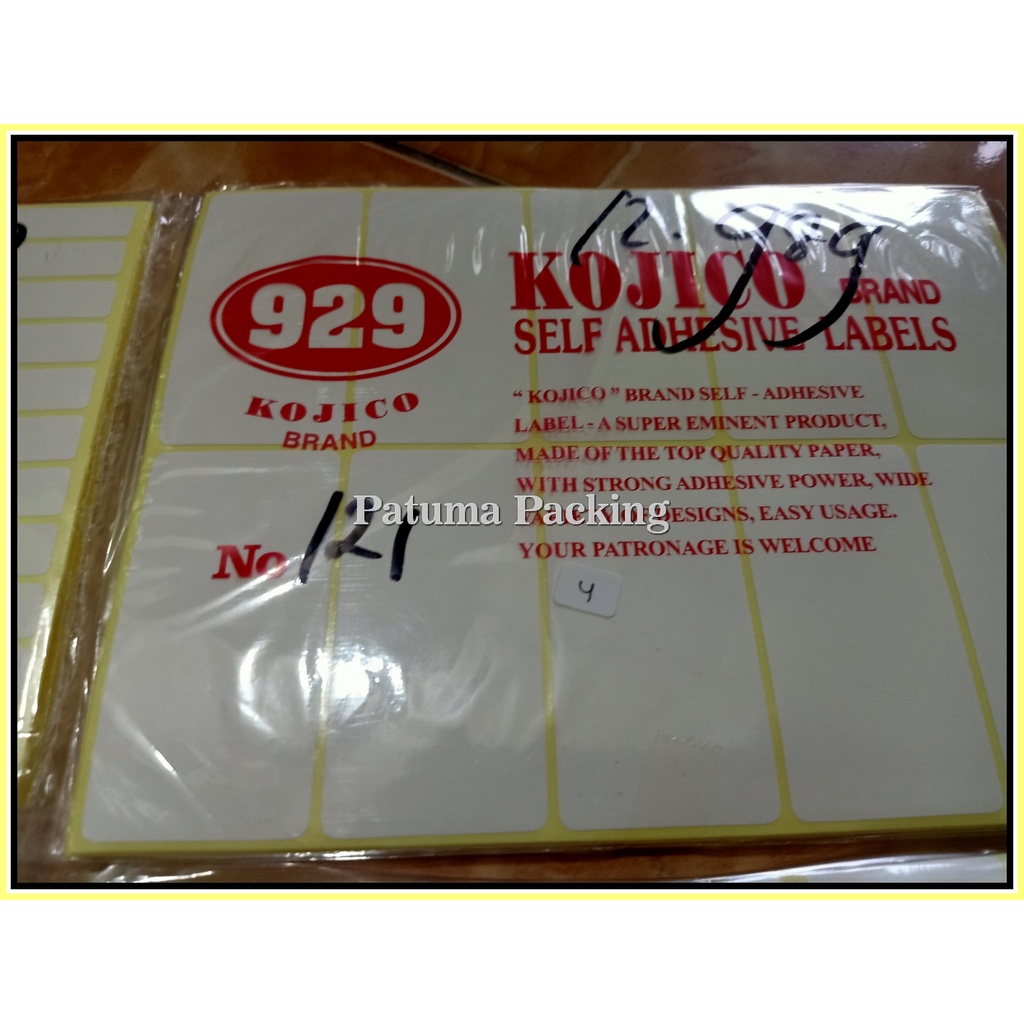 12.989
929
KOJICO
BRAND
KOJICO BRAND
SELF ADHESIVE LABELS
“ KOJICO ” BRAND SELF - ADHESIVE
LABEL - A SUPER EMINENT PRODUCT,
MADE OF THE TOP QUALITY PAPER,
WITH STRONG ADHESIVE POWER, WIDE
DESIGNS, EASY USAGE.
YOUR PATRONAGE IS WELCOME
Patuma Packing
No 121
4